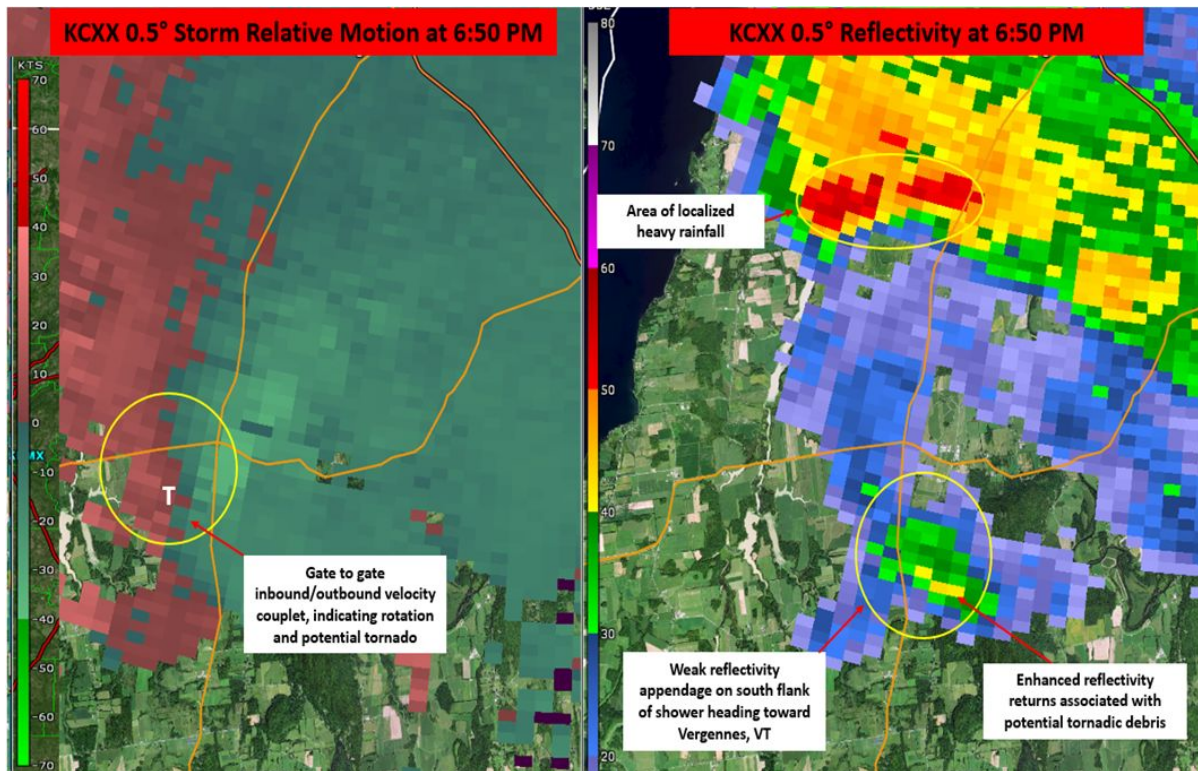 KCXX 0.5° Storm Relative Motion at 6:50 PM
KTS
70
60
50
40
30
20
10
0
-10
-20
-30
-40
-50
-60
-70
T
Gate to gate
inbound/outbound velocity
couplet, indicating rotation
and potential tornado
KCXX 0.5° Reflectivity at 6:50 PM
80
70
60
50
40
30
20
Area of localized
heavy rainfall
Weak reflectivity
appendage on south flank
of shower heading toward
Vergennes, VT
Enhanced reflectivity
returns associated with
potential tornadic debris